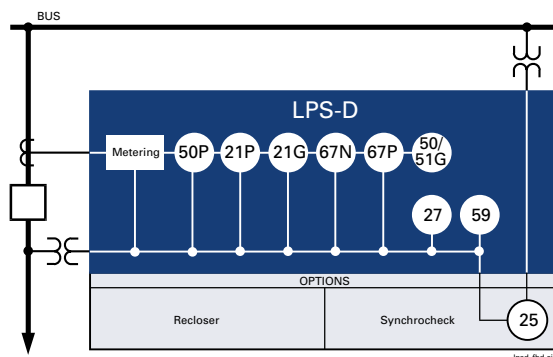 BUS
LPS-D
Metering
50P
21P
21G
67N
67P
50/
51G
27
59
OPTIONS
Recloser
Synchrocheck
25